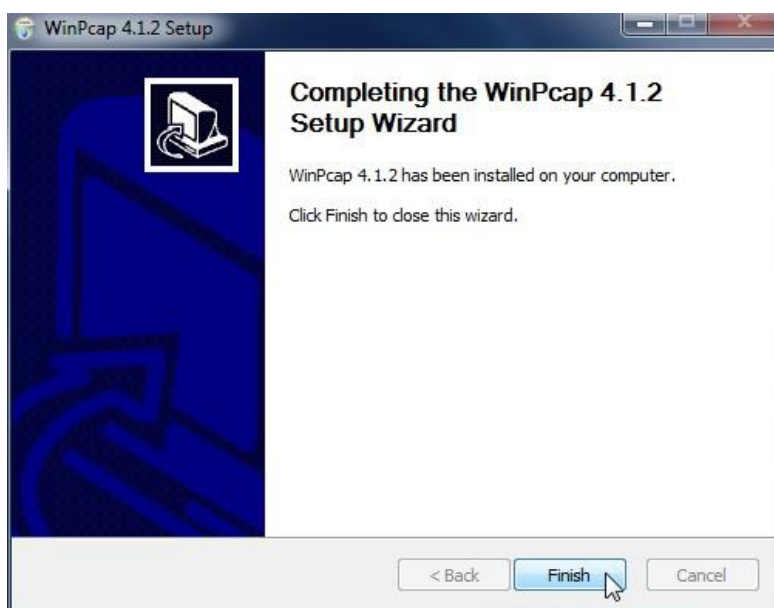 WinPcap 4.1.2 Setup
Completing the WinPcap 4.1.2
Setup Wizard
WinPcap 4.1.2 has been installed on your computer.
Click Finish to close this wizard.
< Back
Finish
Cancel